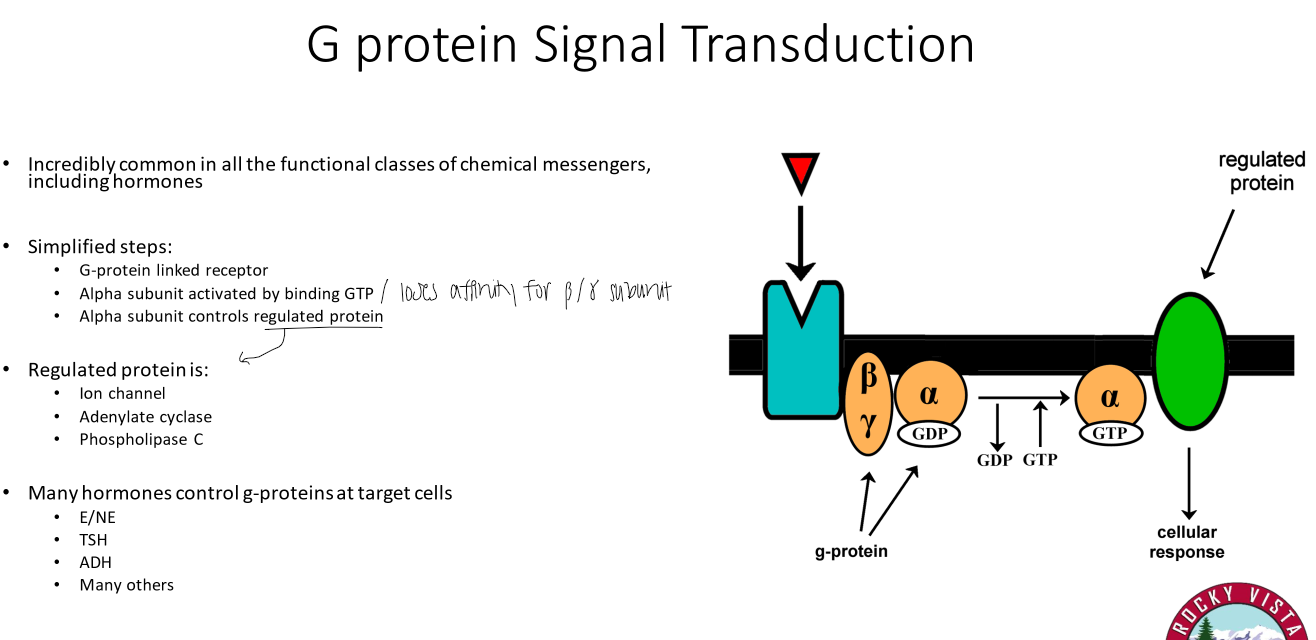 G protein Signal Transduction
• Incredibly common in all the functional classes of chemical messengers,
including hormones
• Simplified steps:
• G-protein linked receptor
• Alpha subunit activated by binding GTP / loses affinity for β/γ subunit
• Alpha subunit controls regulated protein
• Regulated protein is:
• Ion channel
• Adenylate cyclase
• Phospholipase C
• Many hormones control g-proteins at target cells
• E/NE
• TSH
• ADH
• Many others
regulated
protein
β
γ
α
GDP
GDP
GTP
α
GTP
g-protein
cellular
response
ROCKY VISTA